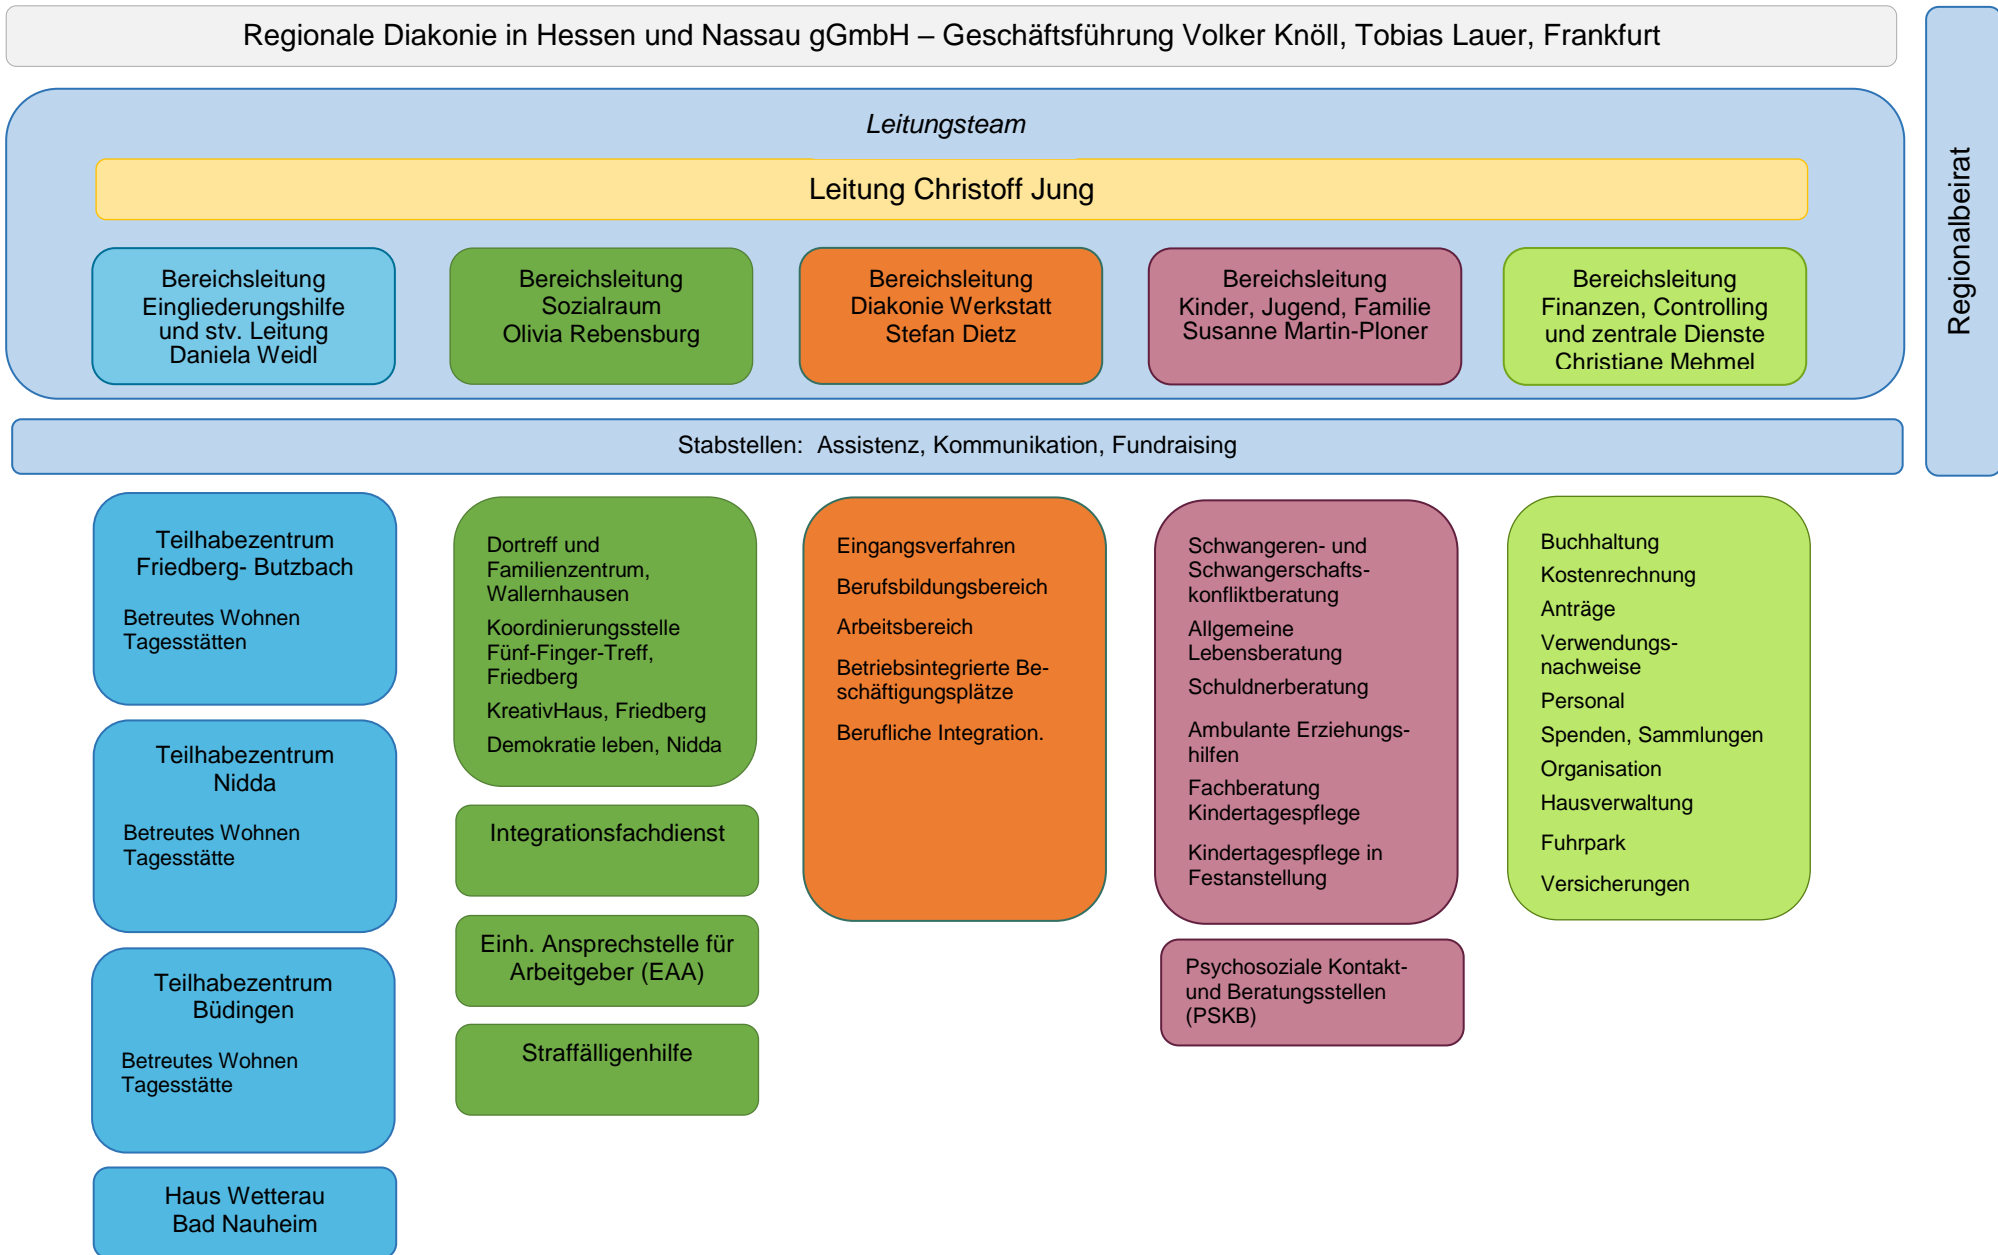 Regionale Diakonie in Hessen und Nassau gGmbH – Geschäftsführung Volker Knöll, Tobias Lauer, Frankfurt
Regionalbeirat
Leitungsteam
Leitung Christoff Jung
Bereichsleitung
Eingliederungshilfe
und stv. Leitung
Daniela Weidl
Bereichsleitung
Sozialraum
Olivia Rebensburg
Bereichsleitung
Diakonie Werkstatt
Stefan Dietz
Bereichsleitung
Kinder, Jugend, Familie
Susanne Martin-Ploner
Bereichsleitung
Finanzen, Controlling
und zentrale Dienste
Christiane Mehmel
Stabstellen: Assistenz, Kommunikation, Fundraising
Teilhabezentrum
Friedberg- Butzbach
Betreutes Wohnen
Tagesstätten
Teilhabezentrum
Nidda
Betreutes Wohnen
Tagesstätte
Teilhabezentrum
Büdingen
Betreutes Wohnen
Tagesstätte
Haus Wetterau
Bad Nauheim
Dortreff und
Familienzentrum,
Wallernhausen
Koordinierungsstelle
Fünf-Finger-Treff,
Friedberg
KreativHaus, Friedberg
Demokratie leben, Nidda
Integrationsfachdienst
Einh. Ansprechstelle für
Arbeitgeber (EAA)
Straffälligenhilfe
Eingangsverfahren
Berufsbildungsbereich
Arbeitsbereich
Betriebsintegrierte Be-
schäftigungsplätze
Berufliche Integration.
Schwangeren- und
Schwangerschafts-
konfliktberatung
Allgemeine
Lebensberatung
Schuldnerberatung
Ambulante Erziehungs-
hilfen
Fachberatung
Kindertagespflege
Kindertagespflege in
Festanstellung
Psychosoziale Kontakt-
und Beratungsstellen
(PSKB)
Buchhaltung
Kostenrechnung
Anträge
Verwendungs-
nachweise
Personal
Spenden, Sammlungen
Organisation
Hausverwaltung
Fuhrpark
Versicherungen